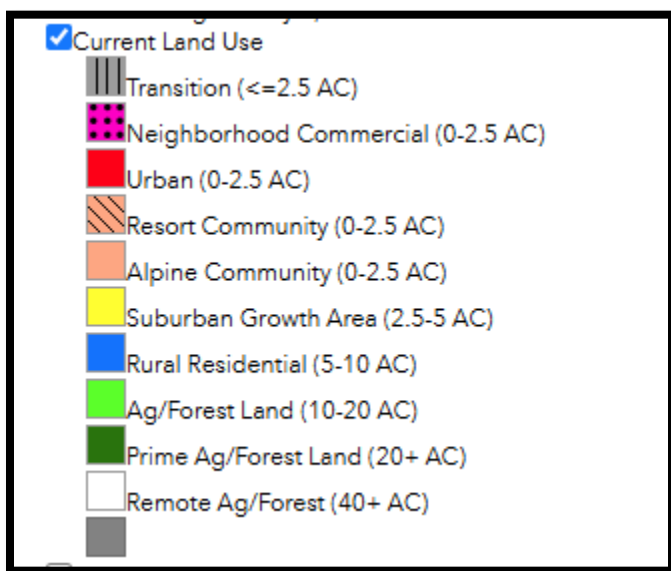 Current Land Use
Transition (<=2.5 AC)
Neighborhood Commercial (0-2.5 AC)
Urban (0-2.5 AC)
Resort Community (0-2.5 AC)
Alpine Community (0-2.5 AC)
Suburban Growth Area (2.5-5 AC)
Rural Residential (5-10 AC)
Ag/Forest Land (10-20 AC)
Prime Ag/Forest Land (20+ AC)
Remote Ag/Forest (40+ AC)